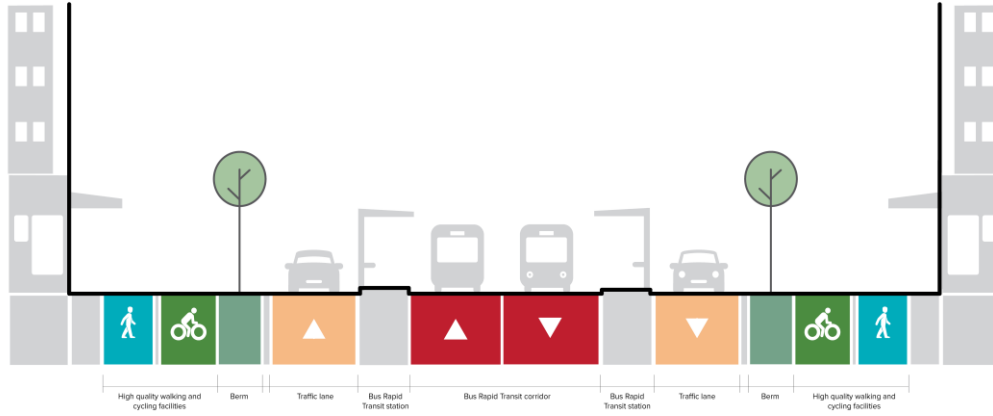 High quality walking and
cycling facilities
Berm
Traffic lane
Bus Rapid
Transit station
Bus Rapid Transit corridor
Bus Rapid
Transit station
Traffic lane
Berm
High quality walking and
cycling facilities